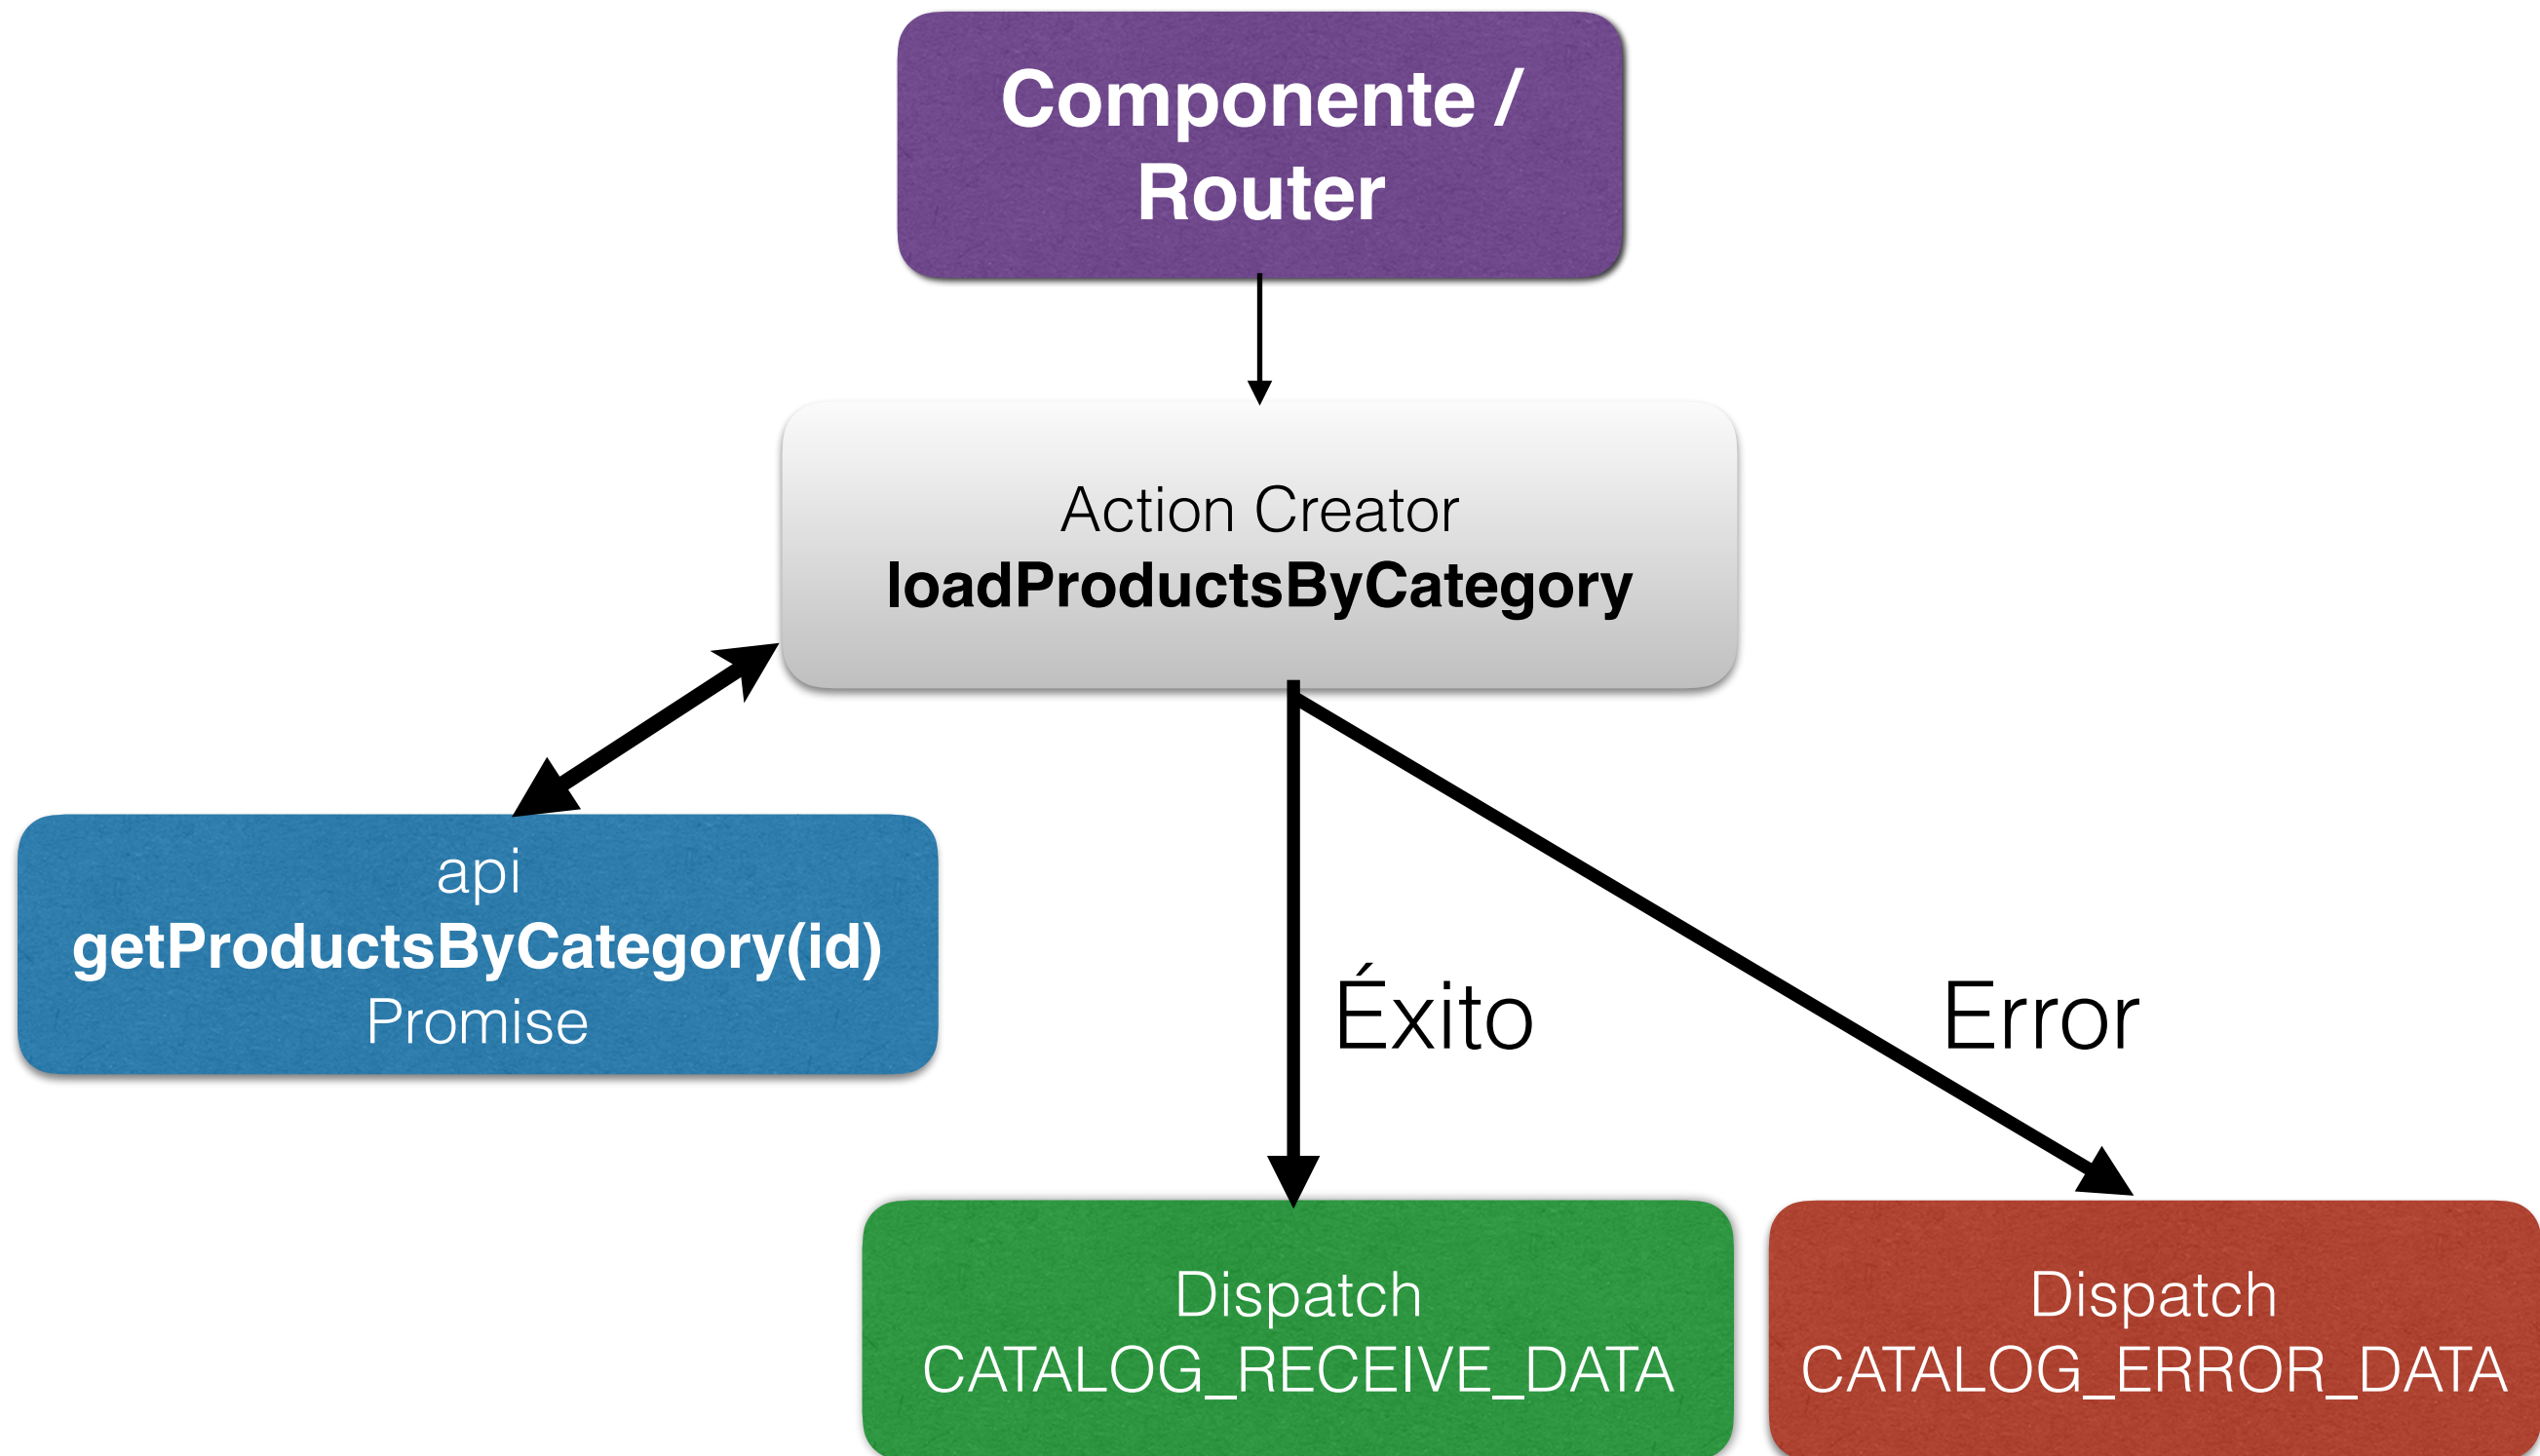 Componente /
Router
Action Creator
loadProductsByCategory
api
getProductsByCategory(id)
Promise
Éxito
Error
Dispatch
CATALOG_RECEIVE_DATA
Dispatch
CATALOG_ERROR_DATA